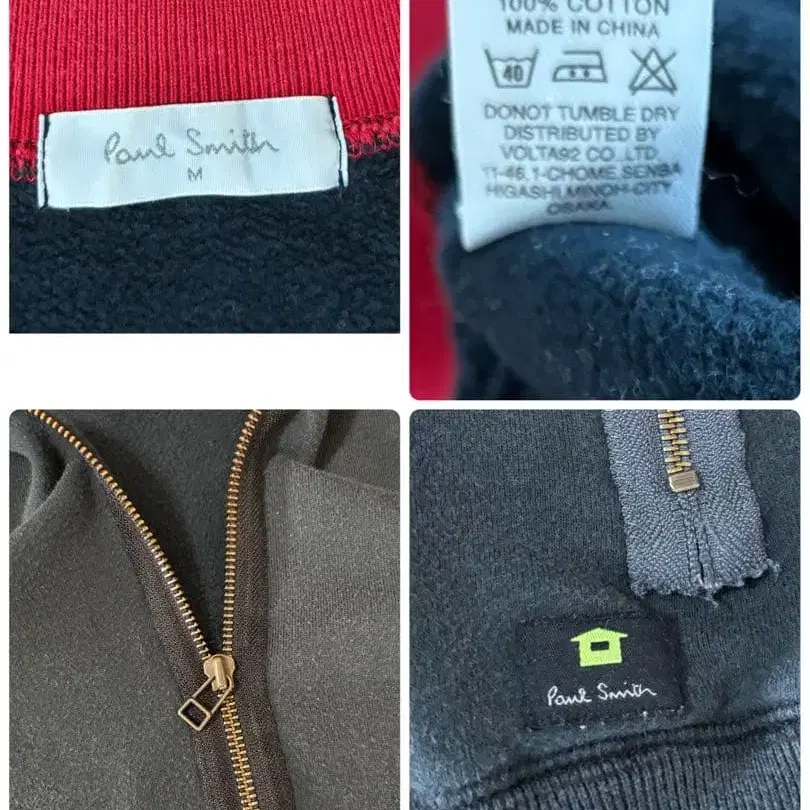 Paul Smith
M
100% COTTON
MADE IN CHINA
40
DONOT TUMBLE DRY
DISTRIBUTED BY
VOLTA92 CO.,LTD.
11-46,1-CHOME,SENBA
HIGASHI,MINOH-CITY
OSAKA
Paul Smith